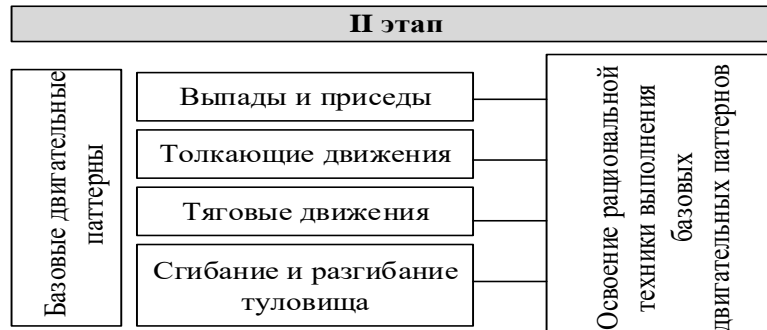 II этап
Базовые двигательные
паттерны
Выпады и приседы
Толкающие движения
Тяговые движения
Сгибание и разгибание
туловища
Освоение рациональной
техники выполнения
базовых
двигательных паттернов